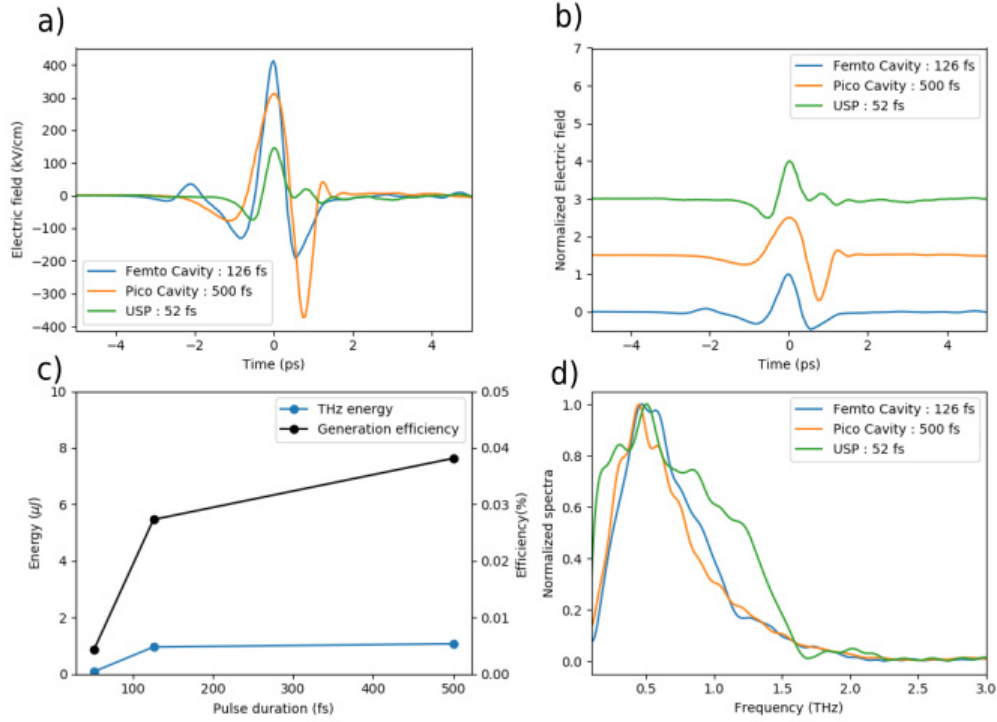 a)
Electric field (kV/cm)
400
300
200
100
0
−100
−200
−300
−400
Femto Cavity : 126 fs
Pico Cavity : 500 fs
USP : 52 fs
−4 −2 0 2 4
Time (ps)
b)
Normalized Electric field
7
6
5
4
3
2
1
0
Femto Cavity : 126 fs
Pico Cavity : 500 fs
USP : 52 fs
−4 −2 0 2 4
Time (ps)
c)
Energy (μJ)
10
8
6
4
2
0
THz energy
Generation efficiency
0.05
0.04
0.03
0.02
0.01
0.00
Efficiency(%)
100 200 300 400 500
Pulse duration (fs)
d)
Normalized spectra
1.0
0.8
0.6
0.4
0.2
0.0
Femto Cavity : 126 fs
Pico Cavity : 500 fs
USP : 52 fs
0.5 1.0 1.5 2.0 2.5 3.0
Frequency (THz)